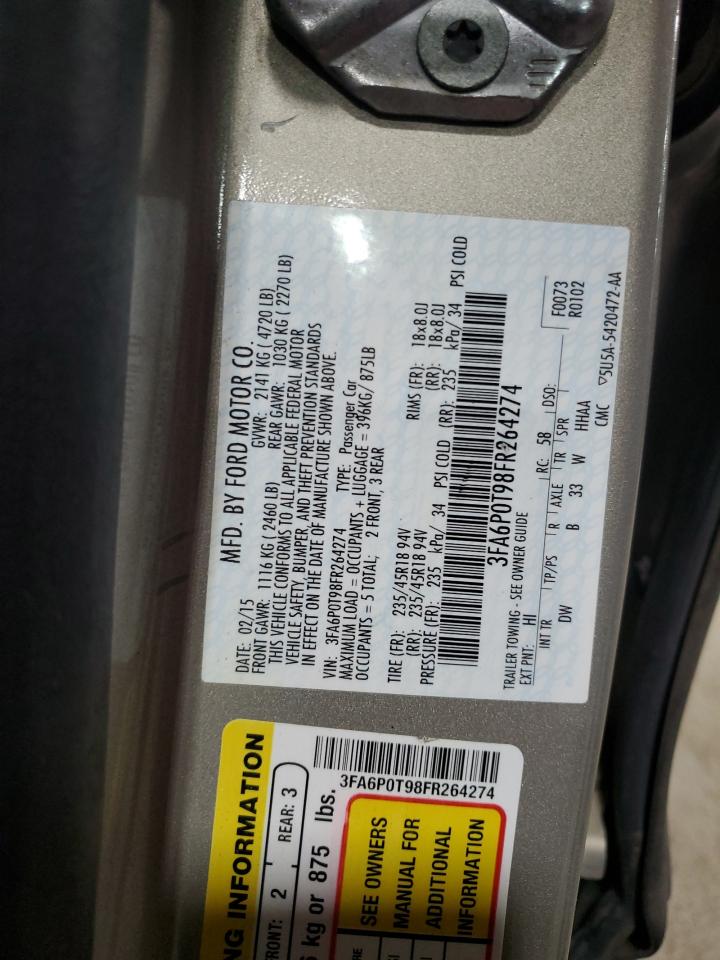 MFD. BY FORD MOTOR CO.
DATE: 02/15 GVWR: 2141 KG ( 4720 LB)
FRONT GAWR: 1116 KG ( 2460 LB) REAR GAWR: 1030 KG ( 2270 LB)
THIS VEHICLE CONFORMS TO ALL APPLICABLE FEDERAL MOTOR
VEHICLE SAFETY, BUMPER, AND THEFT PREVENTION STANDARDS
IN EFFECT ON THE DATE OF MANUFACTURE SHOWN ABOVE.
VIN: 3FA6P0T98FR264274 TYPE: Passenger Car
MAXIMUM LOAD = OCCUPANTS + LUGGAGE = 396KG/ 875LB
OCCUPANTS = 5 TOTAL; 2 FRONT, 3 REAR
TIRE (FR): 235/45R18 94V RIMS (FR): 18x8.0J
(RR): 235/45R18 94V (RR): 18x8.0J
PRESSURE (FR): 235 kPa/ 34 PSI COLD (RR): 235 kPa/ 34 PSI COLD
3FA6P0T98FR264274
TRAILER TOWING - SEE OWNER GUIDE
EXT PNT: HJ RC: 58 DSO: F0073
INT TR TP/PS R AXLE TR SPR R0102
DW B 33 W HHAA
CMC ▽5U5A-5420472-AA
NG INFORMATION
FRONT: 2 REAR: 3
kg or 875 lbs.
3FA6P0T98FR264274
SEE OWNERS
MANUAL FOR
ADDITIONAL
INFORMATION